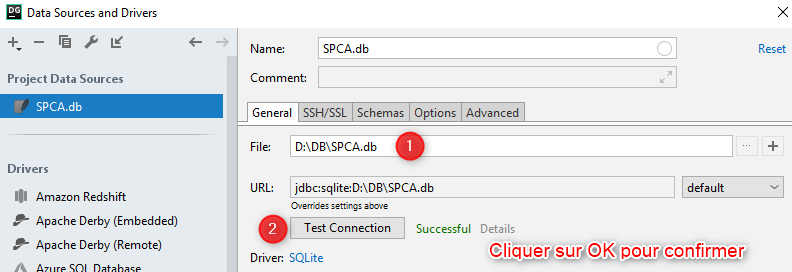 DG Data Sources and Drivers
Name: SPCA.db Reset
Comment:
Project Data Sources
SPCA.db
General SSH/SSL Schemas Options Advanced
File: D:\DB\SPCA.db 1 ...
URL: jdbc:sqlite:D:\DB\SPCA.db default
Overrides settings above
2 Test Connection Successful Details
Cliquer sur OK pour confirmer
Driver: SQLite
Drivers
Amazon Redshift
Apache Derby (Embedded)
Apache Derby (Remote)
Azure SQL Database